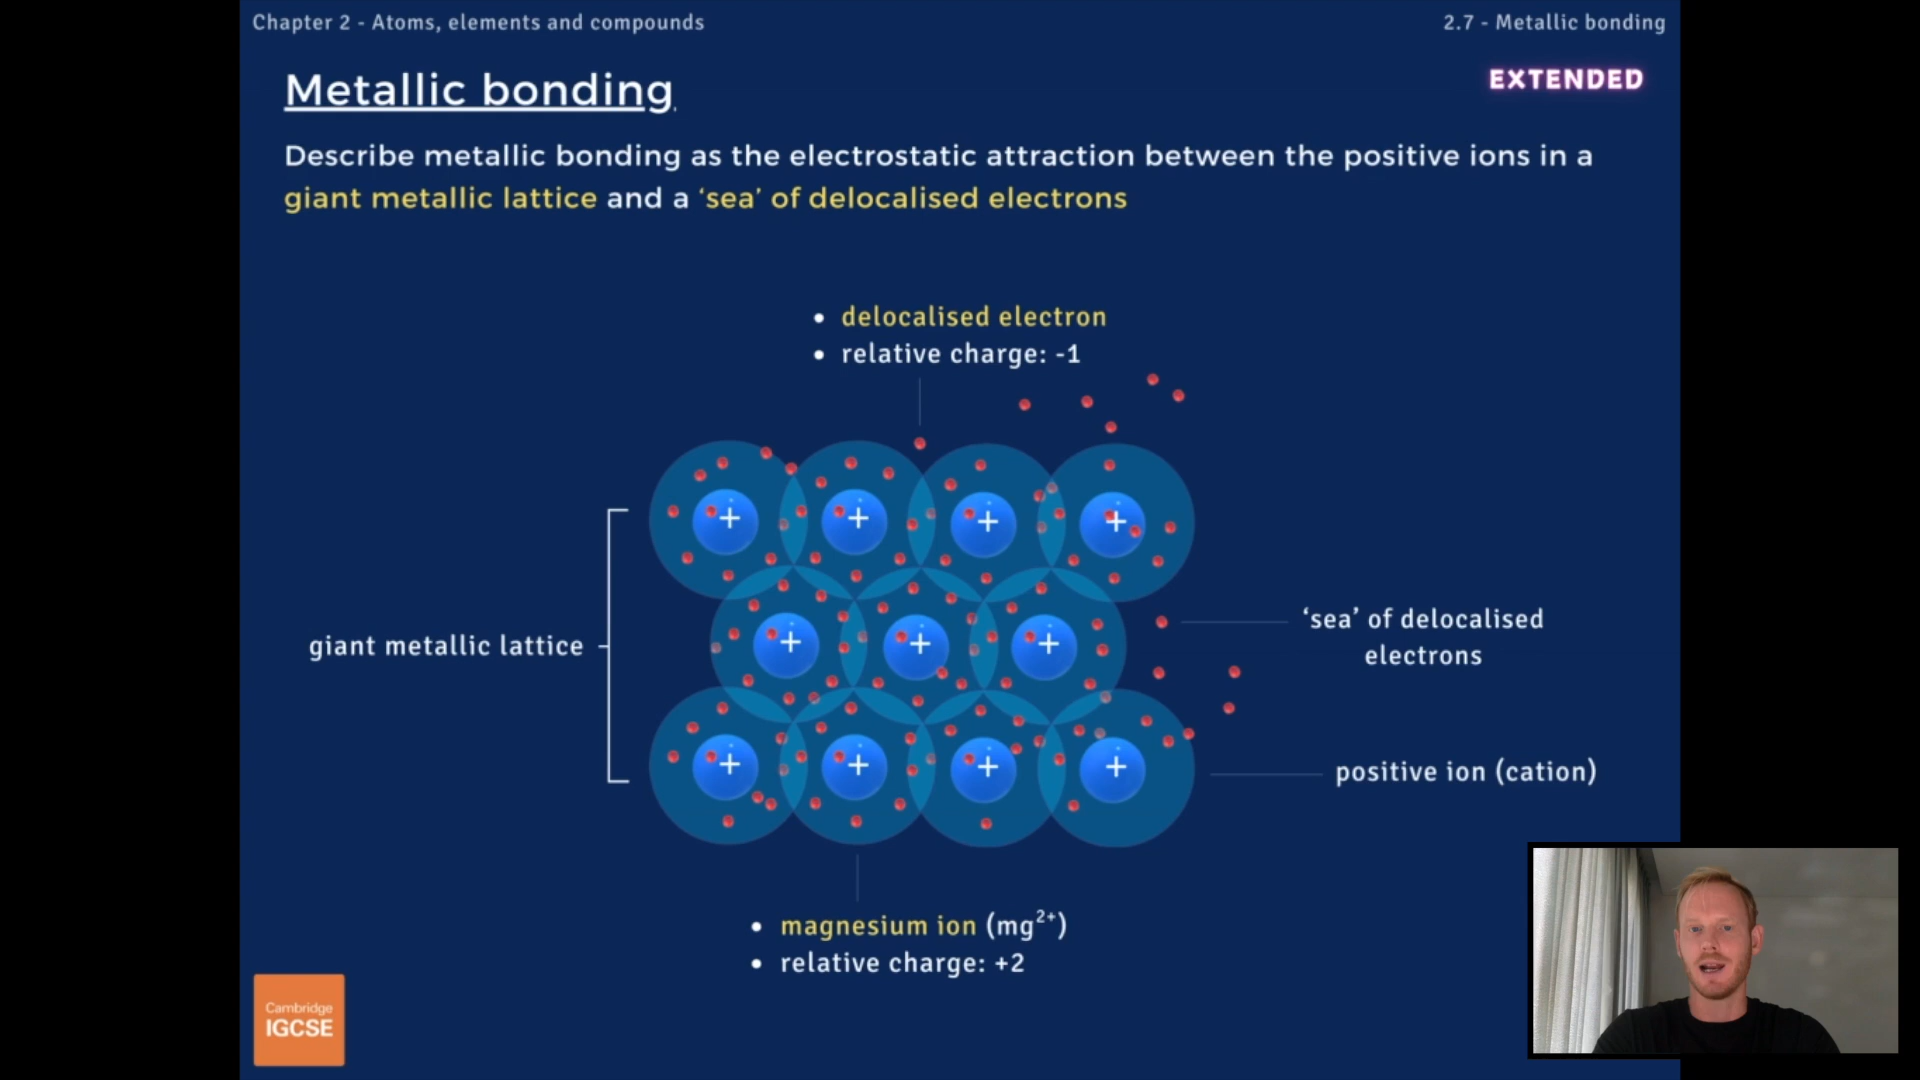 Chapter 2 - Atoms, elements and compounds
2.7 - Metallic bonding
Metallic bonding
EXTENDED
Describe metallic bonding as the electrostatic attraction between the positive ions in a
giant metallic lattice and a ‘sea’ of delocalised electrons
• delocalised electron
• relative charge: -1
+ + + +
‘sea’ of delocalised
electrons
+ + +
giant metallic lattice
+ + + +
positive ion (cation)
• magnesium ion (mg²⁺)
• relative charge: +2
Cambridge
IGCSE